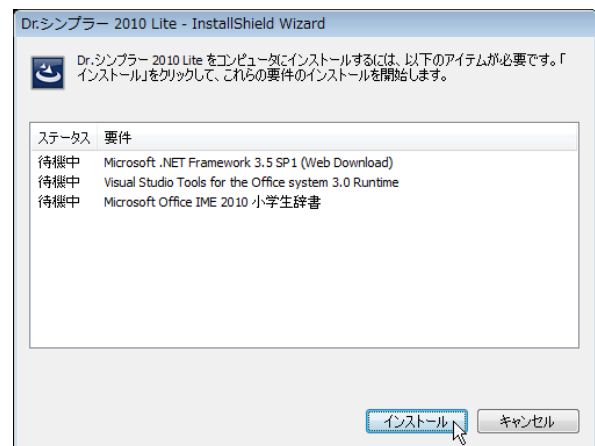 Dr.シンプラー 2010 Lite - InstallShield Wizard
Dr.シンプラー 2010 Lite をコンピュータにインストールするには、以下のアイテムが必要です。「
インストール」をクリックして、これらの要件のインストールを開始します。
ステータス 要件
待機中 Microsoft .NET Framework 3.5 SP1 (Web Download)
待機中 Visual Studio Tools for the Office system 3.0 Runtime
待機中 Microsoft Office IME 2010 小学生辞書
インストール キャンセル